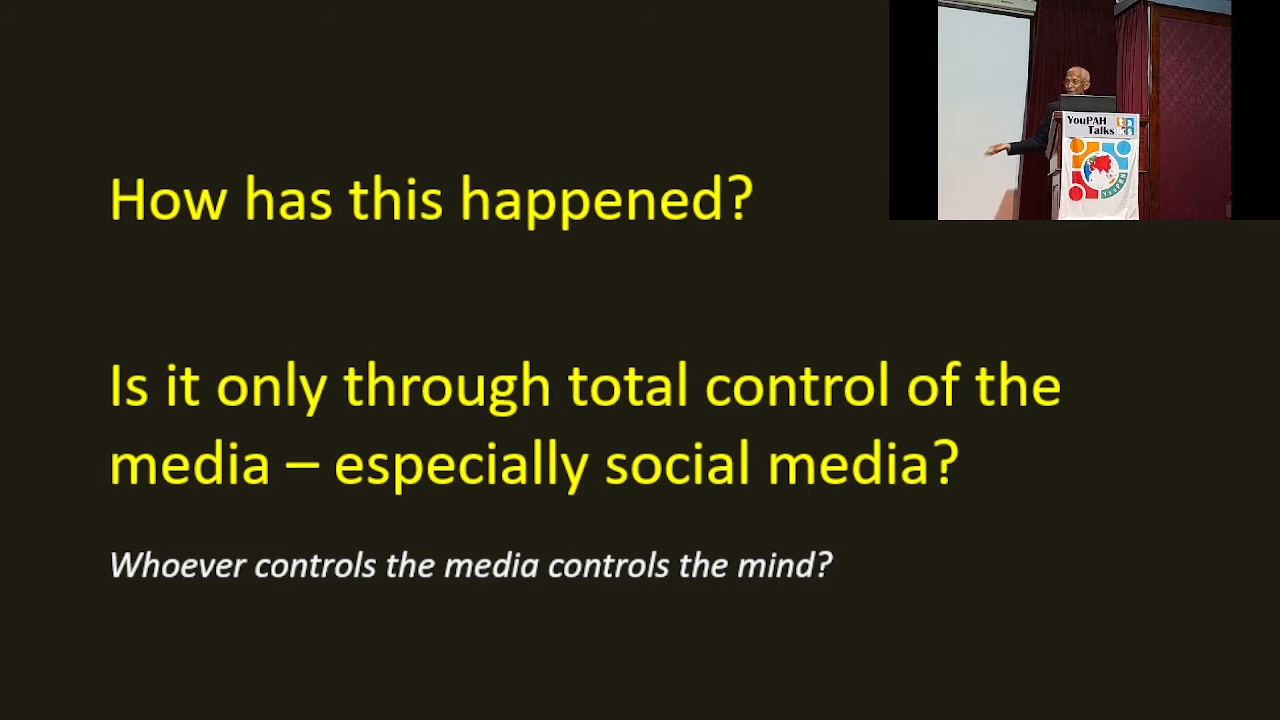 How has this happened?
Is it only through total control of the
media – especially social media?
Whoever controls the media controls the mind?
YouPAH
Talks
YouPAH